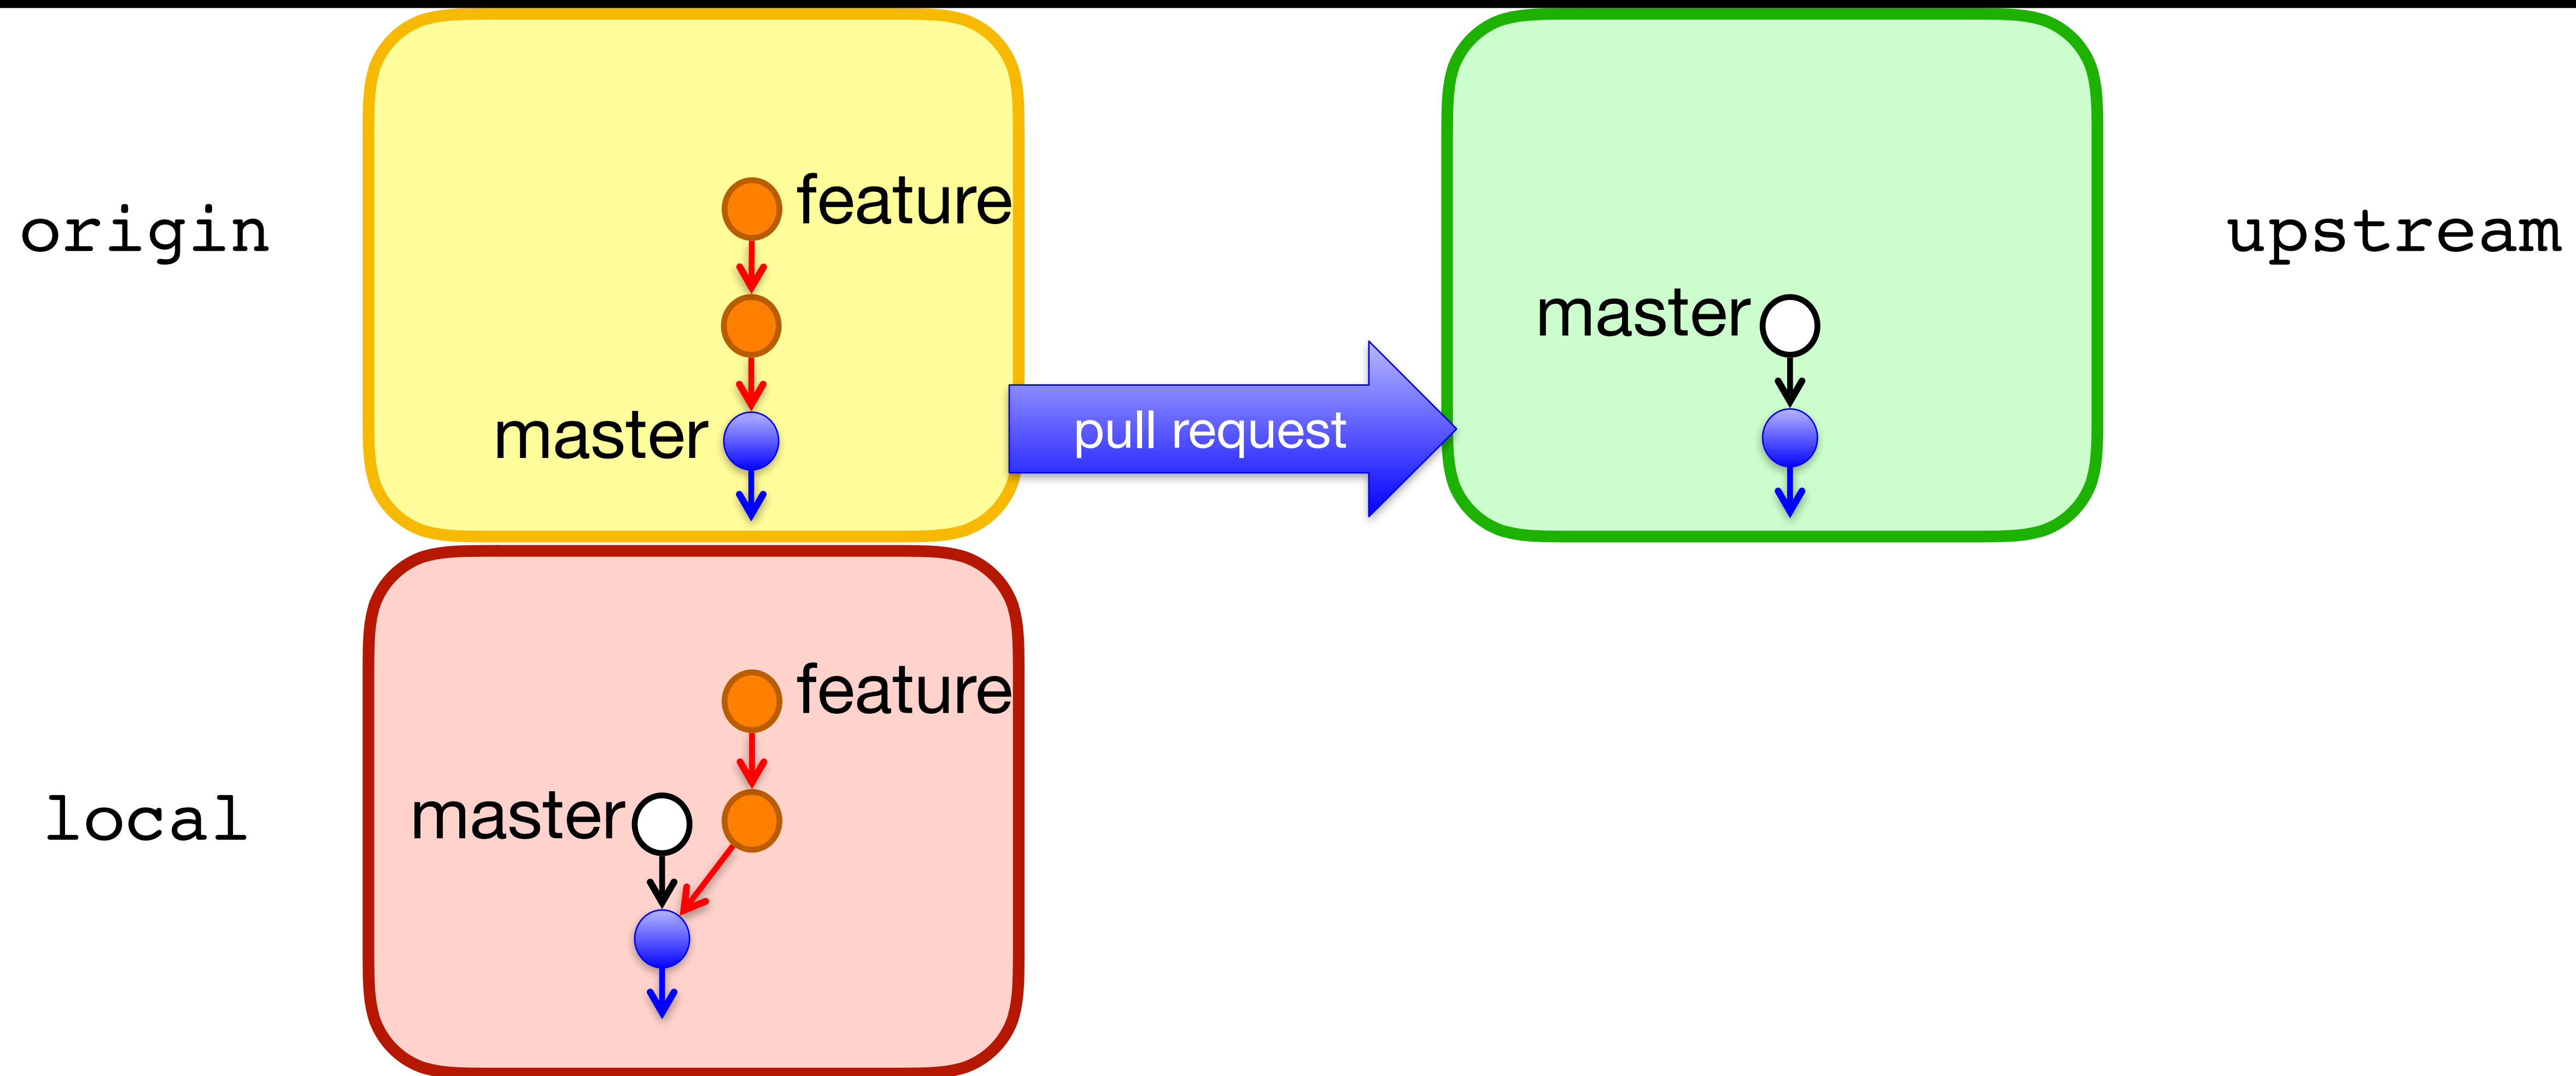 origin
feature
master
pull request
master
upstream
local
feature
master